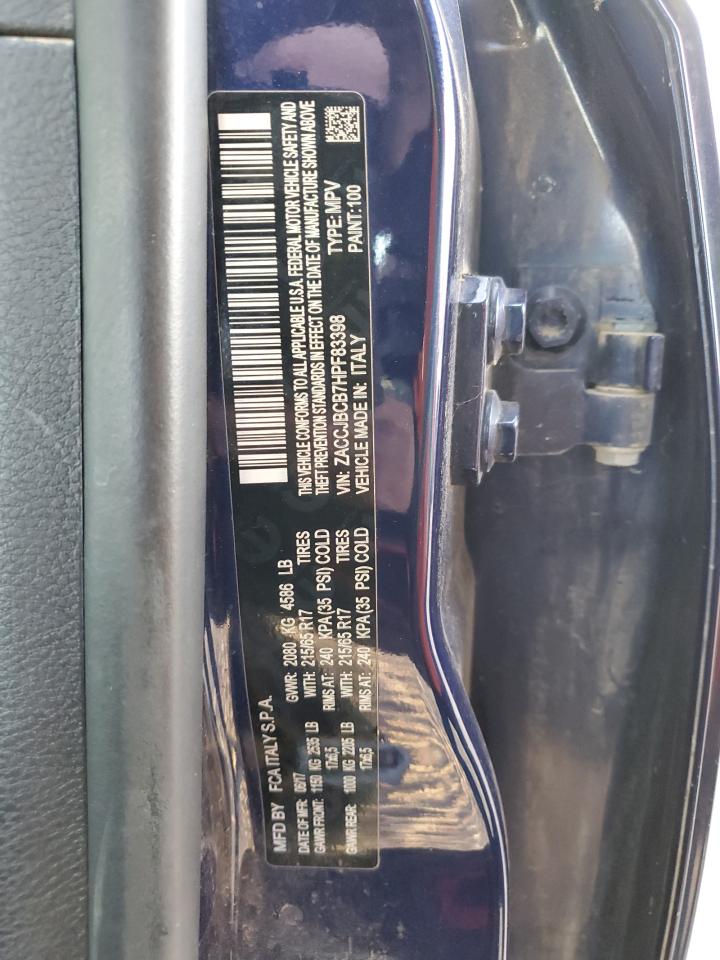 MFD BY FCA ITALY S.P.A.
DATE OF MFR: 06/17 GVWR: 2080 KG 4586 LB
GAWR FRONT: 1150 KG 2535 LB WITH: 215/65 R17 TIRES
17x6,5 RIMS AT: 240 KPA(35 PSI) COLD
GAWR REAR: 1000 KG 2205 LB WITH: 215/65 R17 TIRES
17x6,5 RIMS AT: 240 KPA(35 PSI) COLD
THIS VEHICLE CONFORMS TO ALL APPLICABLE U.S.A. FEDERAL MOTOR VEHICLE SAFETY AND
THEFT PREVENTION STANDARDS IN EFFECT ON THE DATE OF MANUFACTURE SHOWN ABOVE
VIN: ZACCJBCB7HPF83398 TYPE: MPV
VEHICLE MADE IN: ITALY PAINT: 100